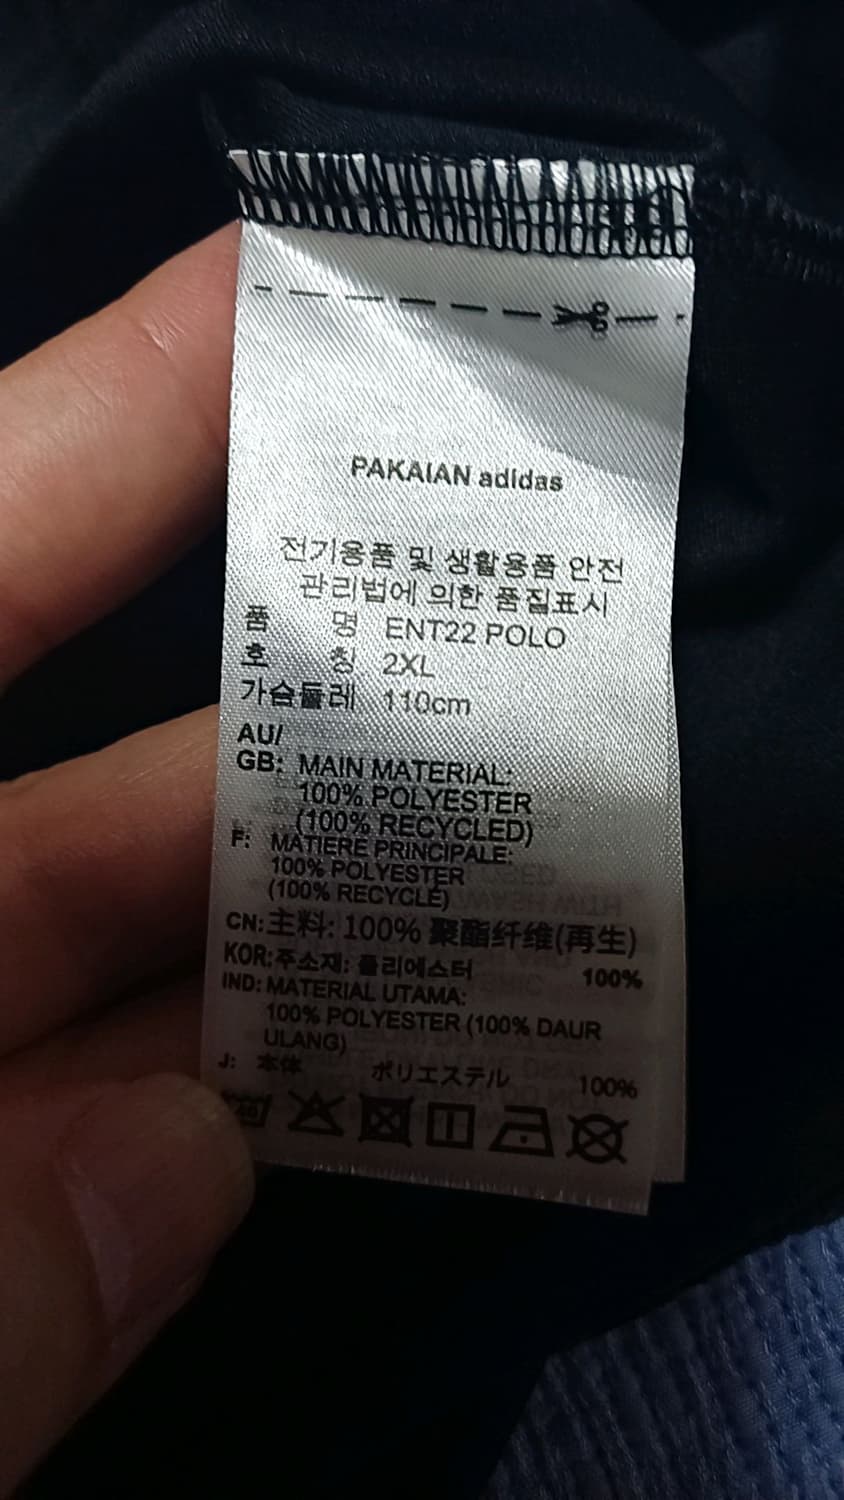 PAKAIAN adidas
전기용품 및 생활용품 안전
관리법에 의한 품질표시
품 명 ENT22 POLO
호 칭 2XL
가슴둘레 110cm
AU/
GB: MAIN MATERIAL:
100% POLYESTER
(100% RECYCLED)
F: MATIERE PRINCIPALE:
100% POLYESTER
(100% RECYCLÉ)
CN: 主料: 100% 聚酯纤维(再生)
KOR: 주소재: 폴리에스터 100%
IND: MATERIAL UTAMA:
100% POLYESTER (100% DAUR
ULANG)
J: 本体 ポリエステル 100%